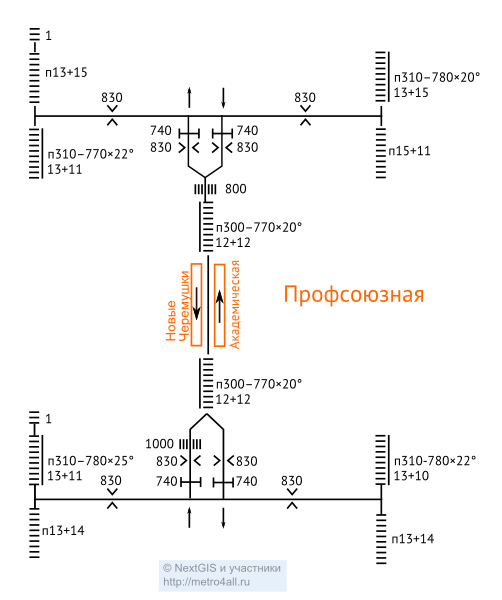 1
п13+15
830
830
п310–780×20°
13+15
740
740
830
830
п310–770×22°
13+11
п15+11
800
п300–770×20°
12+12
Новые
Черемушки
Академическая
Профсоюзная
п300–770×20°
12+12
1
1000
п310–780×25°
13+11
830
830
п310-780×22°
13+10
830
740
740
830
п13+14
п13+14
© NextGIS и участники
http://metro4all.ru